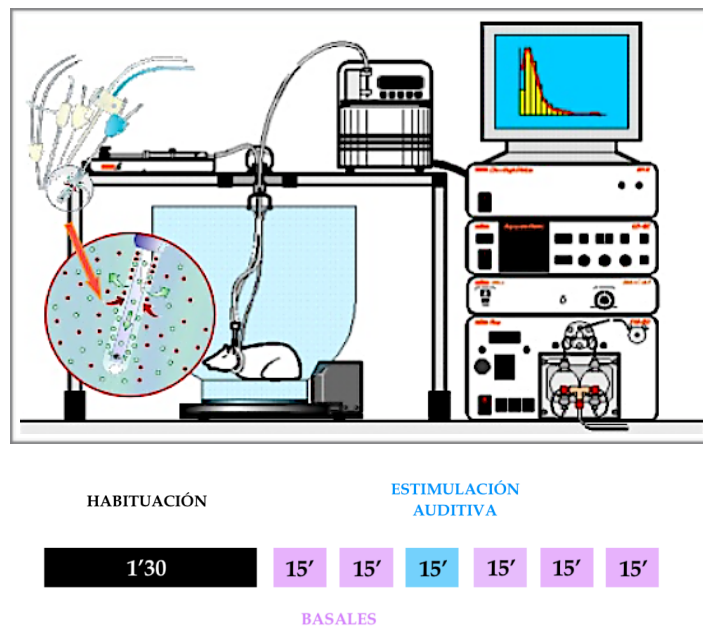 HABITUACIÓN
ESTIMULACIÓN
AUDITIVA
1’30 15’ 15’ 15’ 15’ 15’ 15’
BASALES